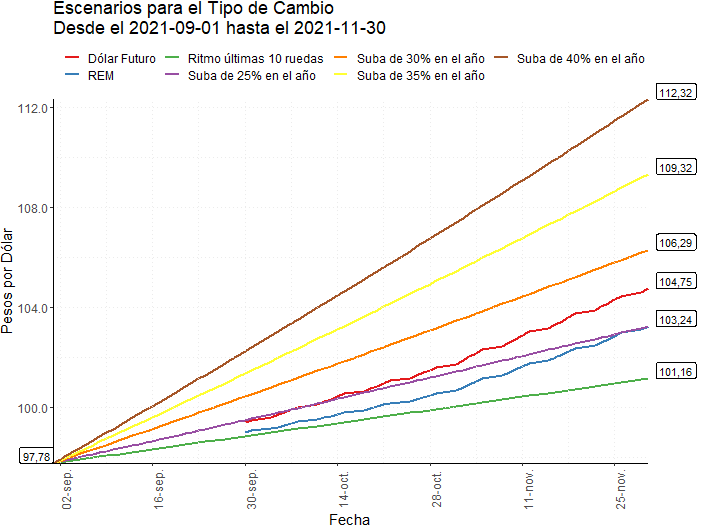 Escenarios para el Tipo de Cambio
Desde el 2021-09-01 hasta el 2021-11-30
Dólar Futuro Ritmo últimas 10 ruedas Suba de 30% en el año Suba de 40% en el año
REM Suba de 25% en el año Suba de 35% en el año
112,32
112.0
109,32
108.0
106,29
104,75
104.0
103,24
101,16
100.0
97,78
02-sep.
16-sep.
30-sep.
14-oct.
28-oct.
11-nov.
25-nov.
Pesos por Dólar
Fecha